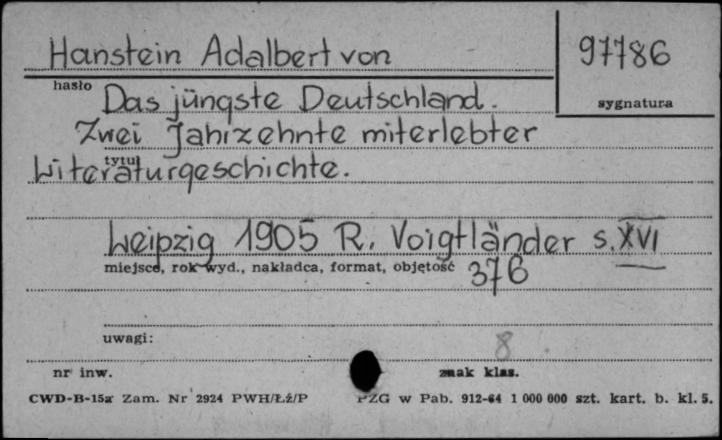 Hanstein Adalbert von
97786
hasło
sygnatura
Das jüngste Deutschland.
Zwei Jahrzehnte miterlebter
tytuł
Literaturgeschichte.
Leipzig 1905 R. Voigtländer s. XVI
miejsce, rok wyd., nakładca, format, objętość
376
uwagi:
8
nr inw.
znak klas.
CWD-B-15a Zam. Nr 2924 PWH/Łź/P
PZG w Pab. 912-64 1 000 000 szt. kart. b. kl. 5.